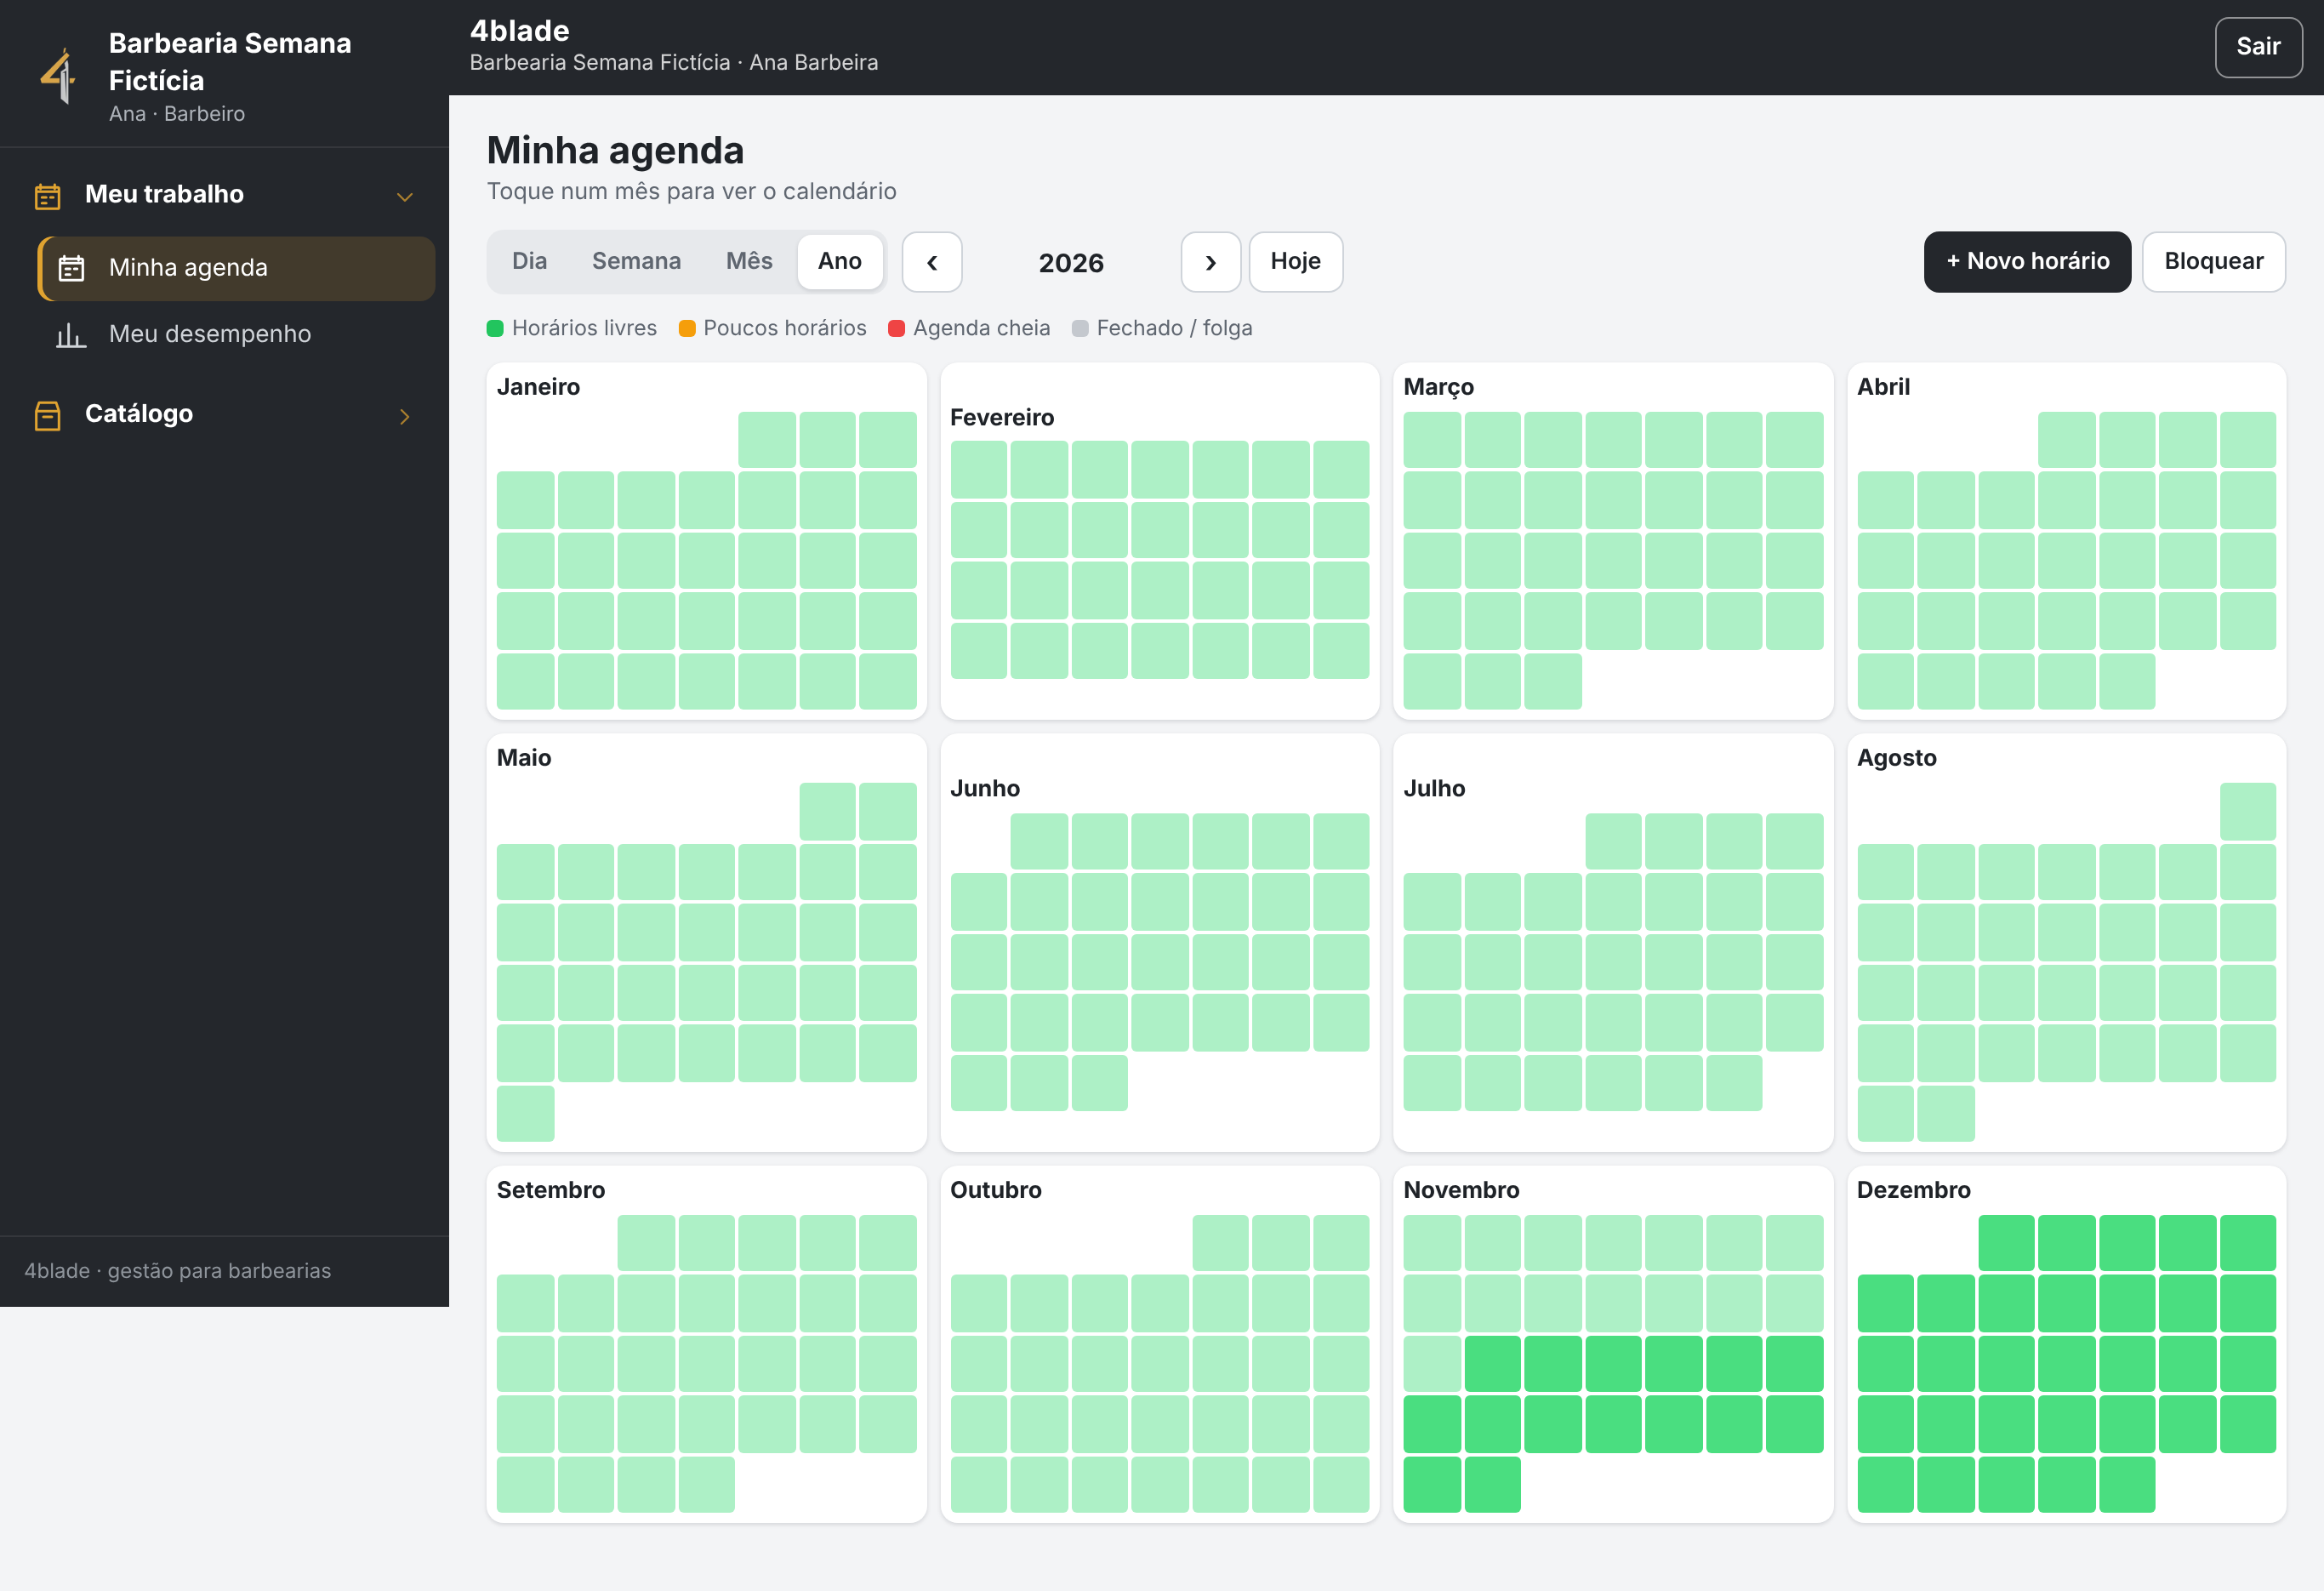 Barbearia Semana
Fictícia
Ana · Barbeiro
Meu trabalho
Minha agenda
Meu desempenho
Catálogo
4blade · gestão para barbearias
4blade
Barbearia Semana Fictícia · Ana Barbeira
Sair
Minha agenda
Toque num mês para ver o calendário
Dia Semana Mês Ano ‹ 2026 › Hoje + Novo horário Bloquear
Horários livres Poucos horários Agenda cheia Fechado / folga
Janeiro
Fevereiro
Março
Abril
Maio
Junho
Julho
Agosto
Setembro
Outubro
Novembro
Dezembro